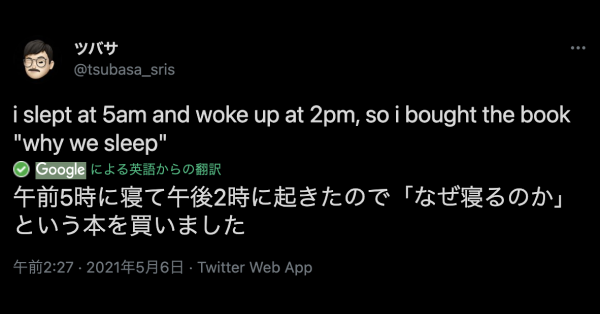 ツバサ
@tsubasa_sris
i slept at 5am and woke up at 2pm, so i bought the book
"why we sleep"
Google による英語からの翻訳
午前5時に寝て午後2時に起きたので「なぜ寝るのか」
という本を買いました
午前2:27 · 2021年5月6日 · Twitter Web App